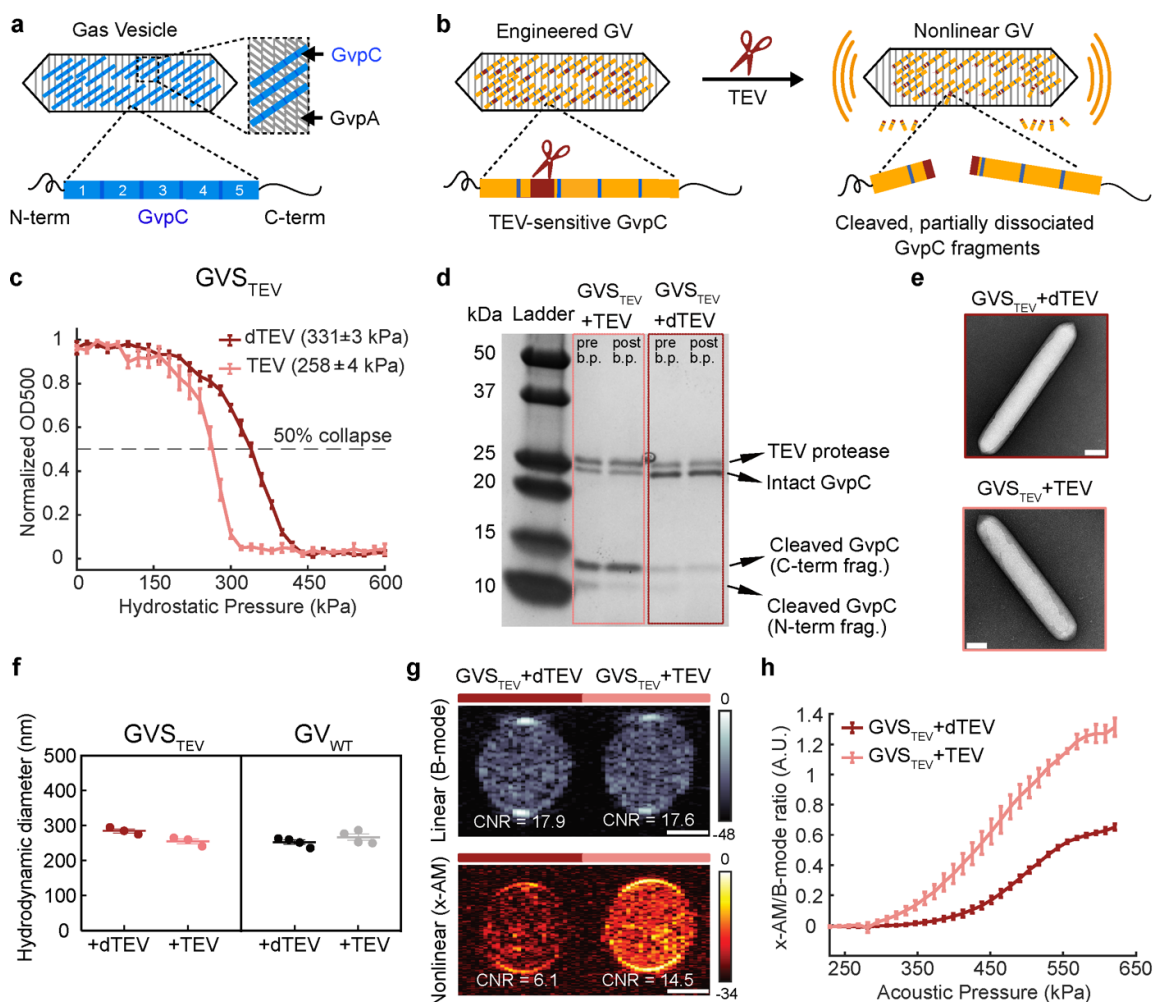 a
Gas Vesicle
GvpC
GvpA
1 2 3 4 5
N-term GvpC C-term
b
Engineered GV
TEV
Nonlinear GV
TEV-sensitive GvpC
Cleaved, partially dissociated
GvpC fragments
c
GVS_TEV
Normalized OD500
1
0.8
0.6
0.4
0.2
0
dTEV (331±3 kPa)
TEV (258±4 kPa)
50% collapse
0 150 300 450 600
Hydrostatic Pressure (kPa)
d
kDa Ladder
GVS_TEV GVS_TEV
+TEV +dTEV
pre post pre post
b.p. b.p. b.p. b.p.
50
37
25
20
15
10
TEV protease
Intact GvpC
Cleaved GvpC
(C-term frag.)
Cleaved GvpC
(N-term frag.)
e
GVS_TEV+dTEV
GVS_TEV+TEV
f
Hydrodynamic diameter (nm)
GVS_TEV GV_WT
500
400
300
200
100
0
+dTEV +TEV +dTEV +TEV
g
GVS_TEV+dTEV GVS_TEV+TEV
Linear (B-mode)
CNR = 17.9 CNR = 17.6
0
-48
Nonlinear (x-AM)
CNR = 6.1 CNR = 14.5
0
-34
h
x-AM/B-mode ratio (A.U.)
1.4
1.2
1
0.8
0.6
0.4
0.2
0
GVS_TEV+dTEV
GVS_TEV+TEV
250 350 450 550 650
Acoustic Pressure (kPa)